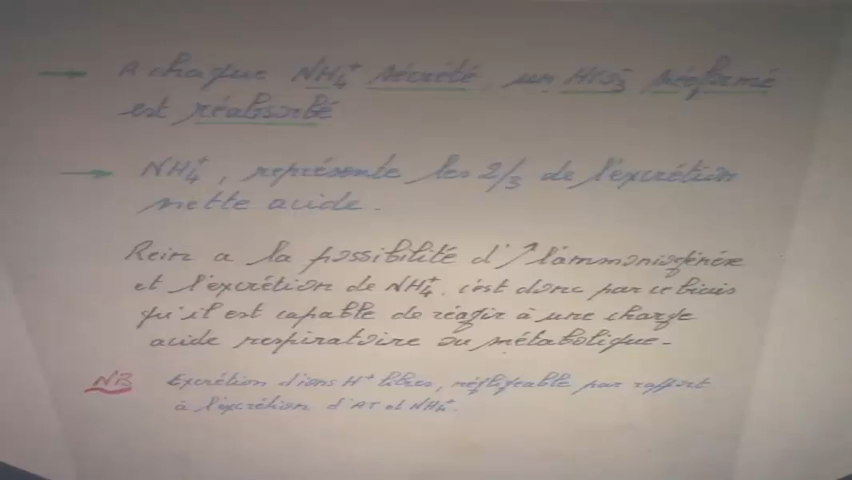 → A chaque NH4+ sécrété, un HCO3- néoformé
est réabsorbé
→ NH4+, représente les 2/3 de l'excrétion
nette acide.
Rein a la possibilité d'↗ l'ammoniogénèse
et l'excrétion de NH4+. c'est donc par ce biais
qu'il est capable de réagir à une charge
acide respiratoire ou métabolique-
NB Excrétion d'ions H+ libres, négligeable par rapport
à l'excrétion d'AT et NH4+.